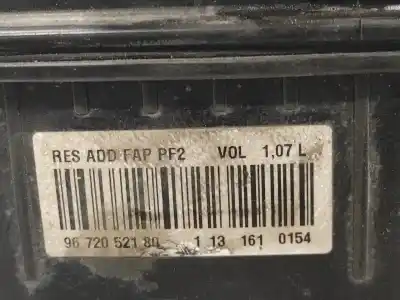 RES ADD FAP PF2 VOL 1,07 L
96 720 521 80 1 13 161 0154